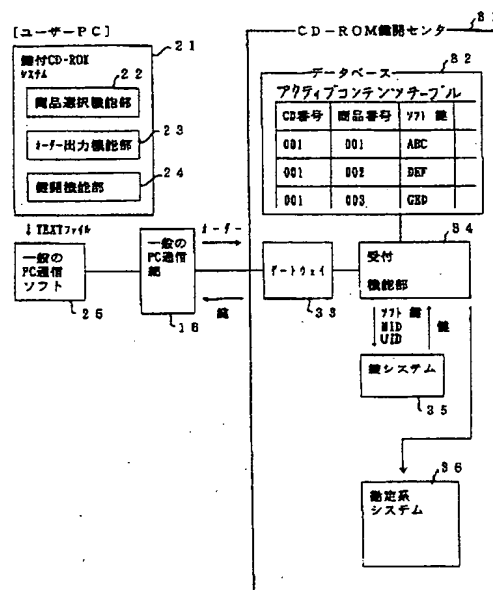 [ユーザーPC]
21
鍵付CD-ROM
システム
22
商品選択機能部
23
オーダー出力機能部
24
鍵開機能部
↓TEXTファイル
一般の
PC通信
ソフト
25
一般の
PC通信
網
16
オーダー
鍵
31
CD-ROM鍵開センタ
32
データベース
アクティブコンテンツテーブル
CD番号 商品番号 ソフト鍵
001 001 ABC
001 002 DEF
001 003 GED
ゲートウェイ
33
34
受付
機能部
ソフト鍵
MID
UID
鍵
鍵システム
35
36
勘定系
システム